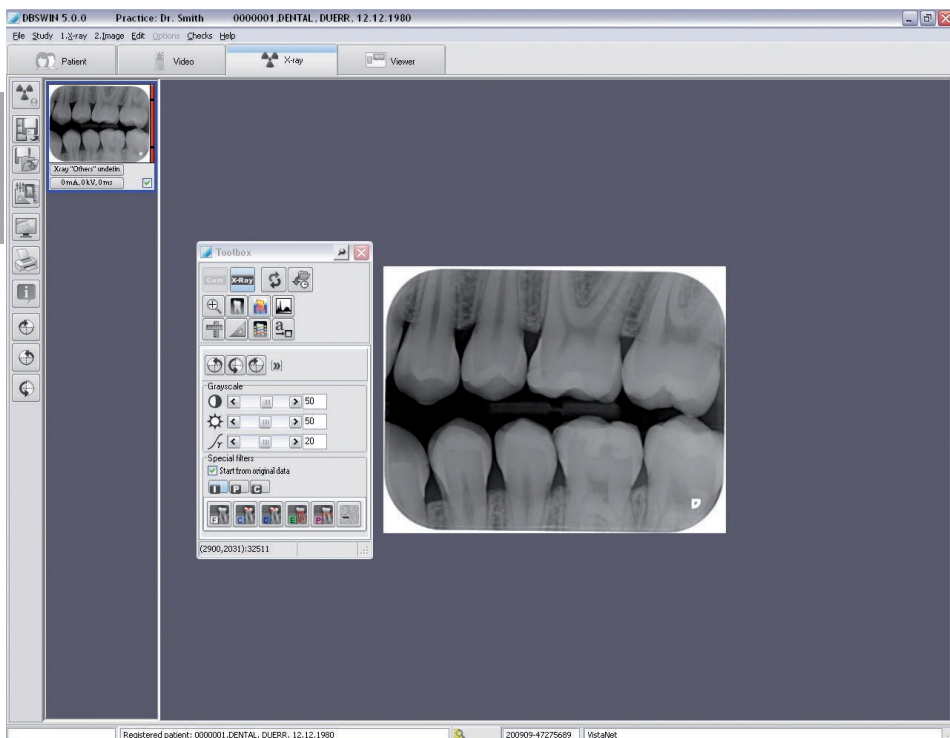 DBSWIN 5.0.0 Practice: Dr. Smith 0000001,DENTAL, DUERR, 12.12.1980
File Study 1.X-ray 2.Image Edit Options Checks Help
Patient Video X-ray Viewer
Xray "Others" undefin
0 mA, 0 kV, 0 ms
Toolbox
Cam X-Ray
a
Grayscale
50
50
20
Special filters
Start from original data
I P C
F C C E P
(2900,2031):32511
D
Registered patient: 0000001,DENTAL, DUERR, 12.12.1980 200909-47275689 VistaNet